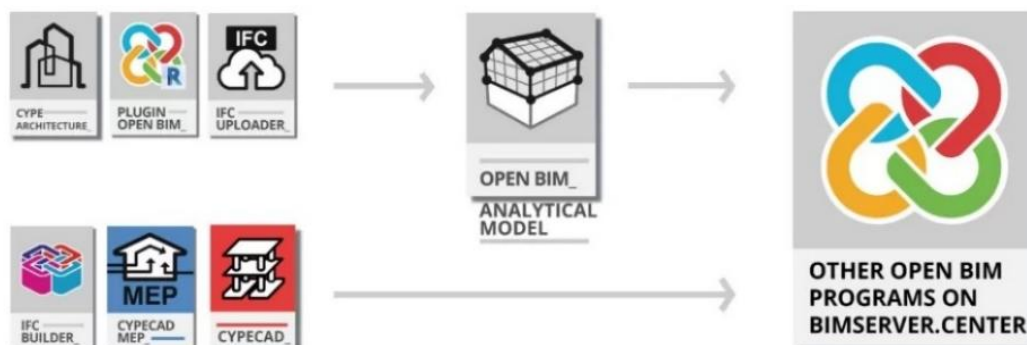 CYPE
ARCHITECTURE_
PLUGIN
OPEN BIM_
R
IFC
IFC
UPLOADER_
OPEN BIM_
ANALYTICAL
MODEL
IFC
BUILDER_
MEP
CYPECAD
MEP_
CYPECAD_
OTHER OPEN BIM
PROGRAMS ON
BIMSERVER.CENTER